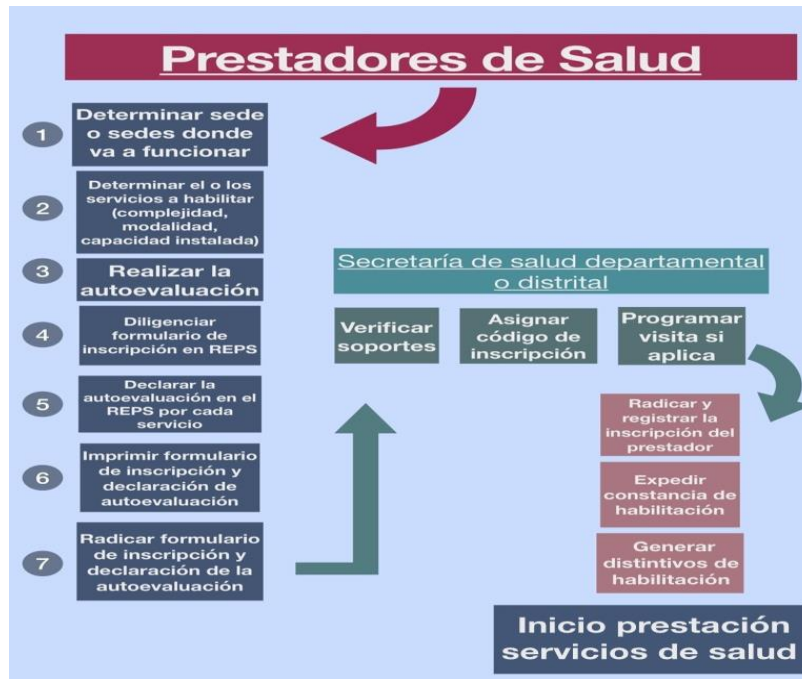 Prestadores de Salud
1
Determinar sede
o sedes donde
va a funcionar
2
Determinar el o los
servicios a habilitar
(complejidad,
modalidad,
capacidad instalada)
3
Realizar la
autoevaluación
4
Diligenciar
formulario de
inscripción en REPS
5
Declarar la
autoevaluación en el
REPS por cada
servicio
6
Imprimir formulario
de inscripción y
declaración de
autoevaluación
7
Radicar formulario
de inscripción y
declaración de la
autoevaluación
Secretaría de salud departamental
o distrital
Verificar
soportes
Asignar
código de
inscripción
Programar
visita si
aplica
Radicar y
registrar la
inscripción del
prestador
Expedir
constancia de
habilitación
Generar
distintivos de
habilitación
Inicio prestación
servicios de salud